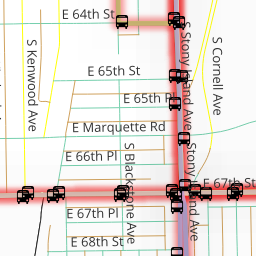 E 64th St
S Stony Island Ave
S Cornell Ave
S Kenwood Ave
E 65th St
E 65th Pl
E Marquette Rd
S Blackstone Ave
E 66th Pl
Stony Island Ave
E 67th St
E 67th Pl
E 68th St